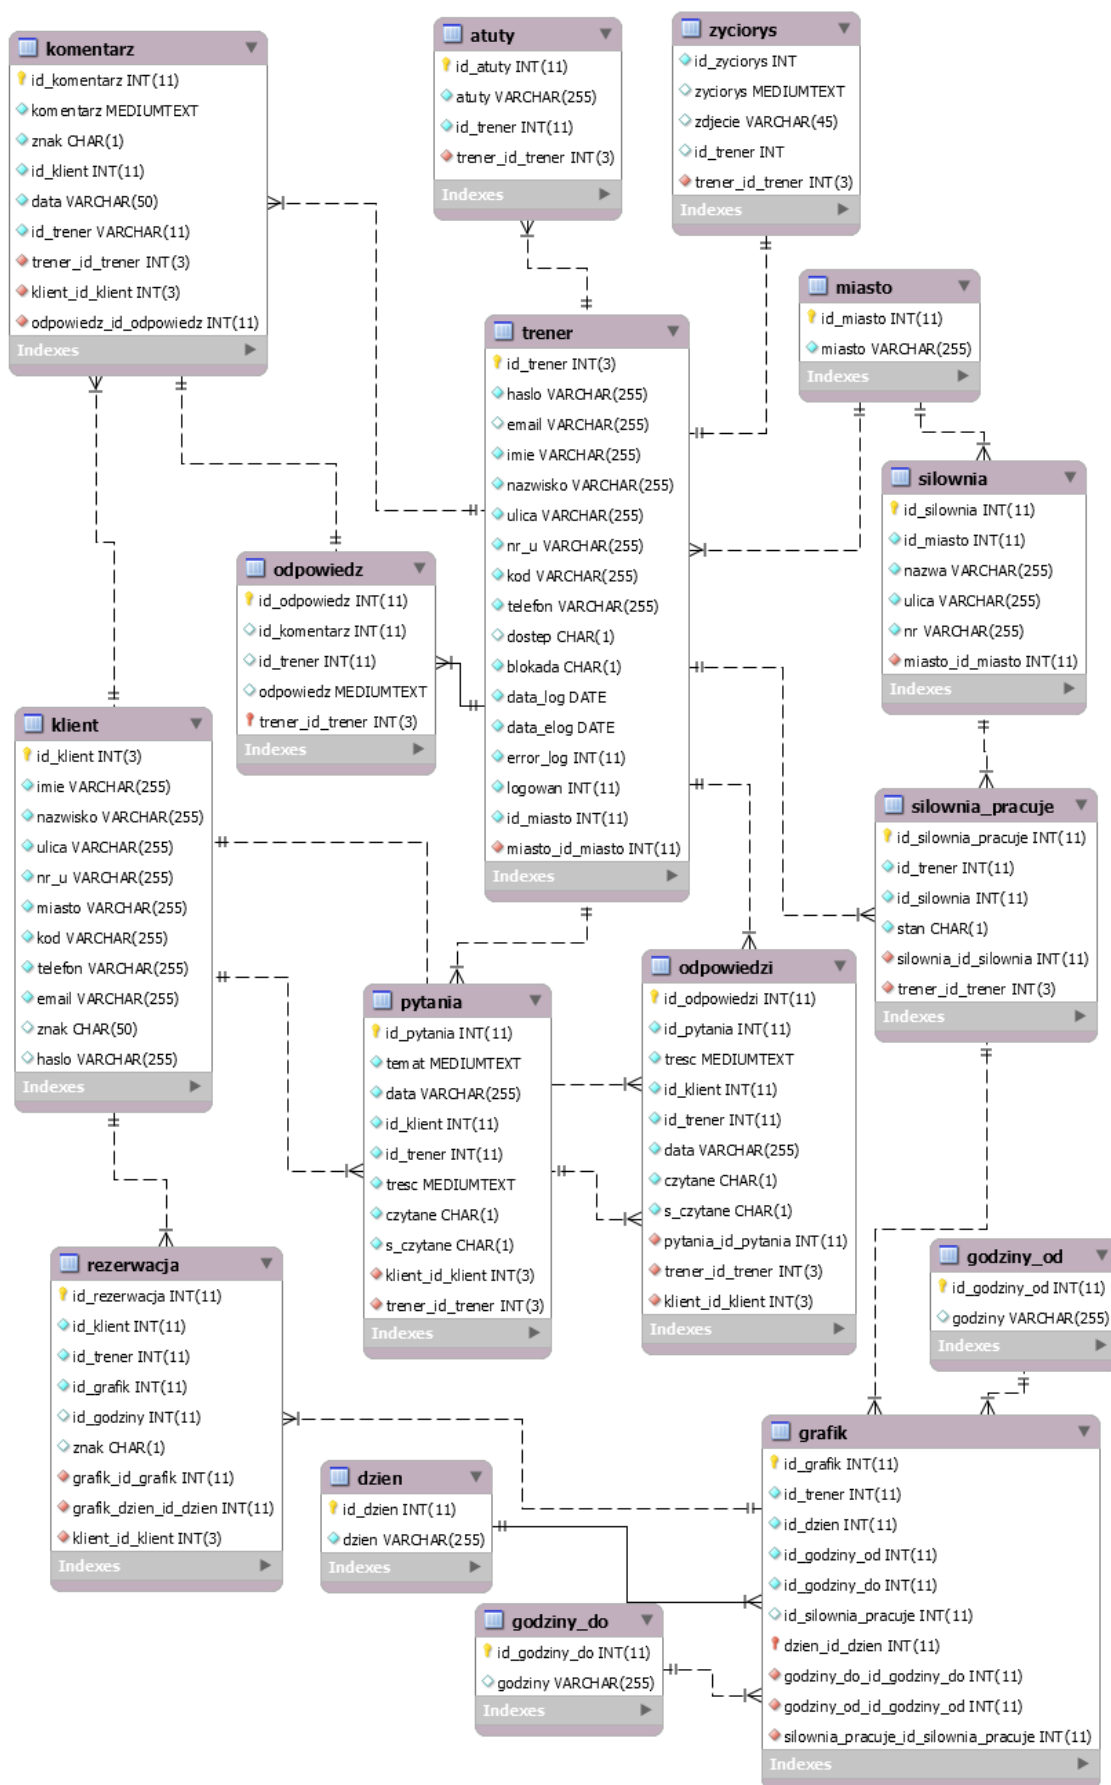 komentarz
id_komentarz INT(11)
komentarz MEDIUMTEXT
znak CHAR(1)
id_klient INT(11)
data VARCHAR(50)
id_trener VARCHAR(11)
trener_id_trener INT(3)
klient_id_klient INT(3)
odpowiedz_id_odpowiedz INT(11)
Indexes
atuty
id_atuty INT(11)
atuty VARCHAR(255)
id_trener INT(11)
trener_id_trener INT(3)
Indexes
zyciorys
id_zyciorys INT
zyciorys MEDIUMTEXT
zdjecie VARCHAR(45)
id_trener INT
trener_id_trener INT(3)
Indexes
miasto
id_miasto INT(11)
miasto VARCHAR(255)
Indexes
trener
id_trener INT(3)
haslo VARCHAR(255)
email VARCHAR(255)
imie VARCHAR(255)
nazwisko VARCHAR(255)
ulica VARCHAR(255)
nr_u VARCHAR(255)
kod VARCHAR(255)
telefon VARCHAR(255)
dostep CHAR(1)
blokada CHAR(1)
data_log DATE
data_elog DATE
error_log INT(11)
logowan INT(11)
id_miasto INT(11)
miasto_id_miasto INT(11)
Indexes
silownia
id_silownia INT(11)
id_miasto INT(11)
nazwa VARCHAR(255)
ulica VARCHAR(255)
nr VARCHAR(255)
miasto_id_miasto INT(11)
Indexes
odpowiedz
id_odpowiedz INT(11)
id_komentarz INT(11)
id_trener INT(11)
odpowiedz MEDIUMTEXT
trener_id_trener INT(3)
Indexes
klient
id_klient INT(3)
imie VARCHAR(255)
nazwisko VARCHAR(255)
ulica VARCHAR(255)
nr_u VARCHAR(255)
miasto VARCHAR(255)
kod VARCHAR(255)
telefon VARCHAR(255)
email VARCHAR(255)
znak CHAR(50)
haslo VARCHAR(255)
Indexes
silownia_pracuje
id_silownia_pracuje INT(11)
id_trener INT(11)
id_silownia INT(11)
stan CHAR(1)
silownia_id_silownia INT(11)
trener_id_trener INT(3)
Indexes
pytania
id_pytania INT(11)
temat MEDIUMTEXT
data VARCHAR(255)
id_klient INT(11)
id_trener INT(11)
tresc MEDIUMTEXT
czytane CHAR(1)
s_czytane CHAR(1)
klient_id_klient INT(3)
trener_id_trener INT(3)
Indexes
odpowiedzi
id_odpowiedzi INT(11)
id_pytania INT(11)
tresc MEDIUMTEXT
id_klient INT(11)
id_trener INT(11)
data VARCHAR(255)
czytane CHAR(1)
s_czytane CHAR(1)
pytania_id_pytania INT(11)
trener_id_trener INT(3)
klient_id_klient INT(3)
Indexes
rezerwacja
id_rezerwacja INT(11)
id_klient INT(11)
id_trener INT(11)
id_grafik INT(11)
id_godziny INT(11)
znak CHAR(1)
grafik_id_grafik INT(11)
grafik_dzien_id_dzien INT(11)
klient_id_klient INT(3)
Indexes
godziny_od
id_godziny_od INT(11)
godziny VARCHAR(255)
Indexes
dzien
id_dzien INT(11)
dzien VARCHAR(255)
Indexes
grafik
id_grafik INT(11)
id_trener INT(11)
id_dzien INT(11)
id_godziny_od INT(11)
id_godziny_do INT(11)
id_silownia_pracuje INT(11)
dzien_id_dzien INT(11)
godziny_do_id_godziny_do INT(11)
godziny_od_id_godziny_od INT(11)
silownia_pracuje_id_silownia_pracuje INT(11)
Indexes
godziny_do
id_godziny_do INT(11)
godziny VARCHAR(255)
Indexes